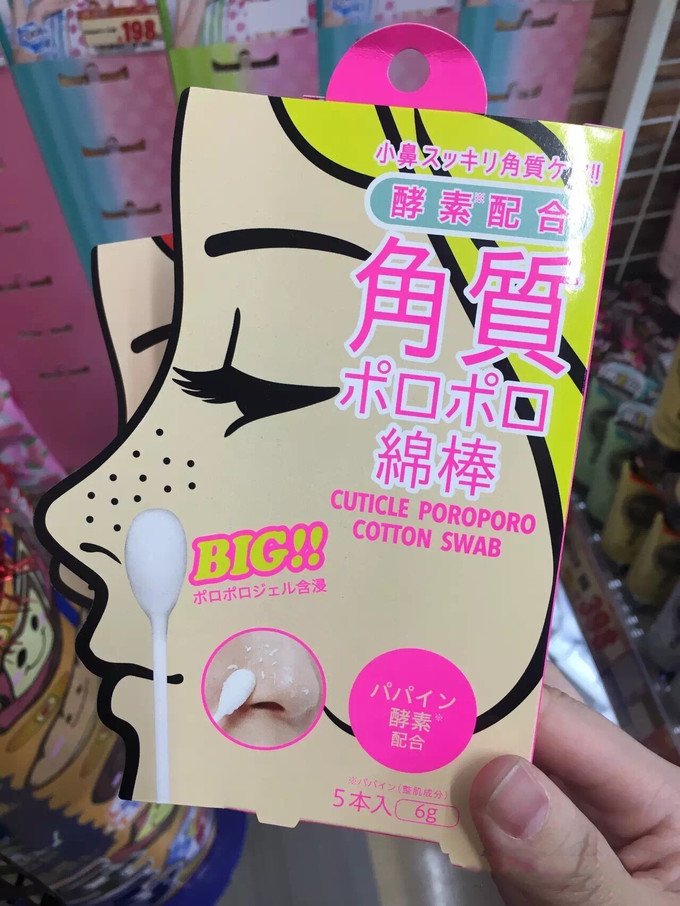 198
小鼻スッキリ角質ケア!!
酵素※配合
角質
ポロポロ
綿棒
CUTICLE POROPORO
COTTON SWAB
BIG!!
ポロポロジェル含浸
パパイン
酵素※
配合
※パパイン(整肌成分)
5本入 6g
398